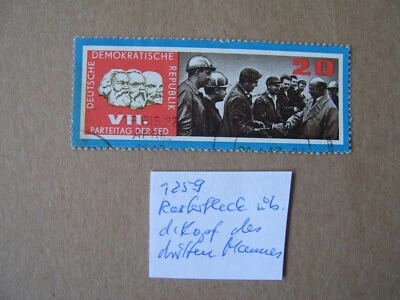 DEUTSCHE
DEMOKRATISCHE
REPUBLIK
20
VII.
PARTEITAG DER SED
1259
Rasterfleck üb.
d. Kopf des
dritten Mannes